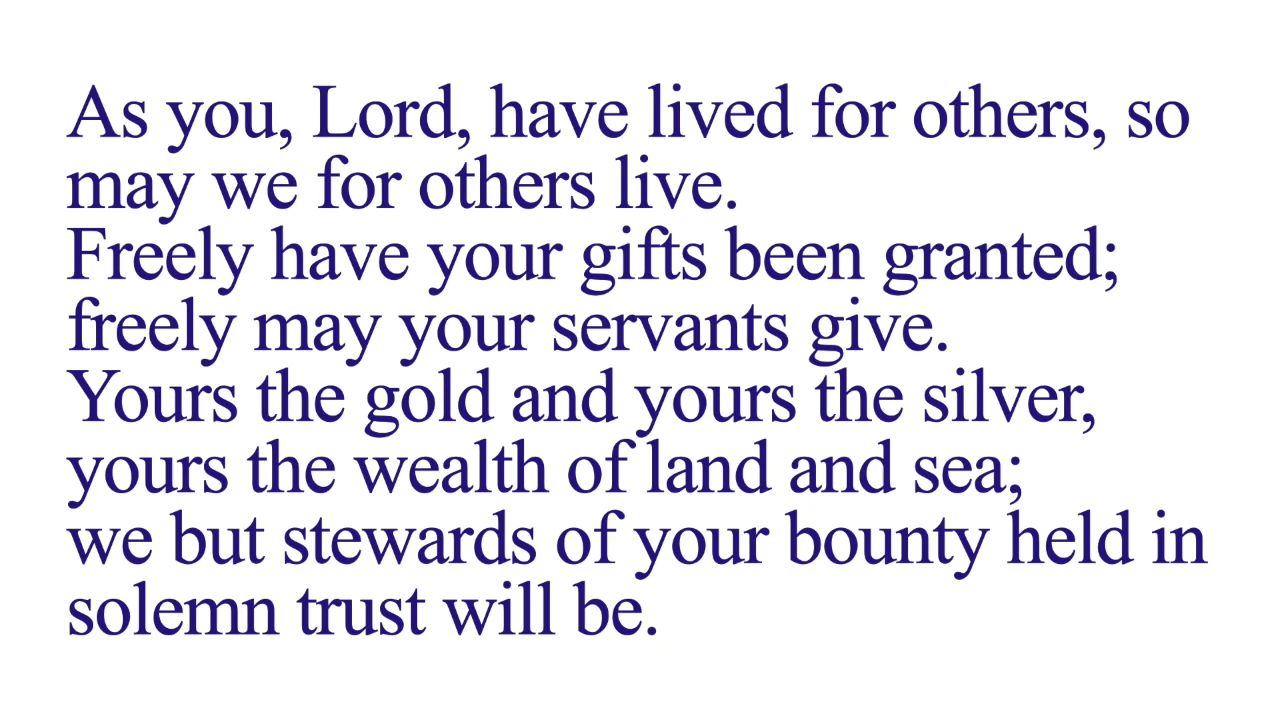 As you, Lord, have lived for others, so
may we for others live.
Freely have your gifts been granted;
freely may your servants give.
Yours the gold and yours the silver,
yours the wealth of land and sea;
we but stewards of your bounty held in
solemn trust will be.